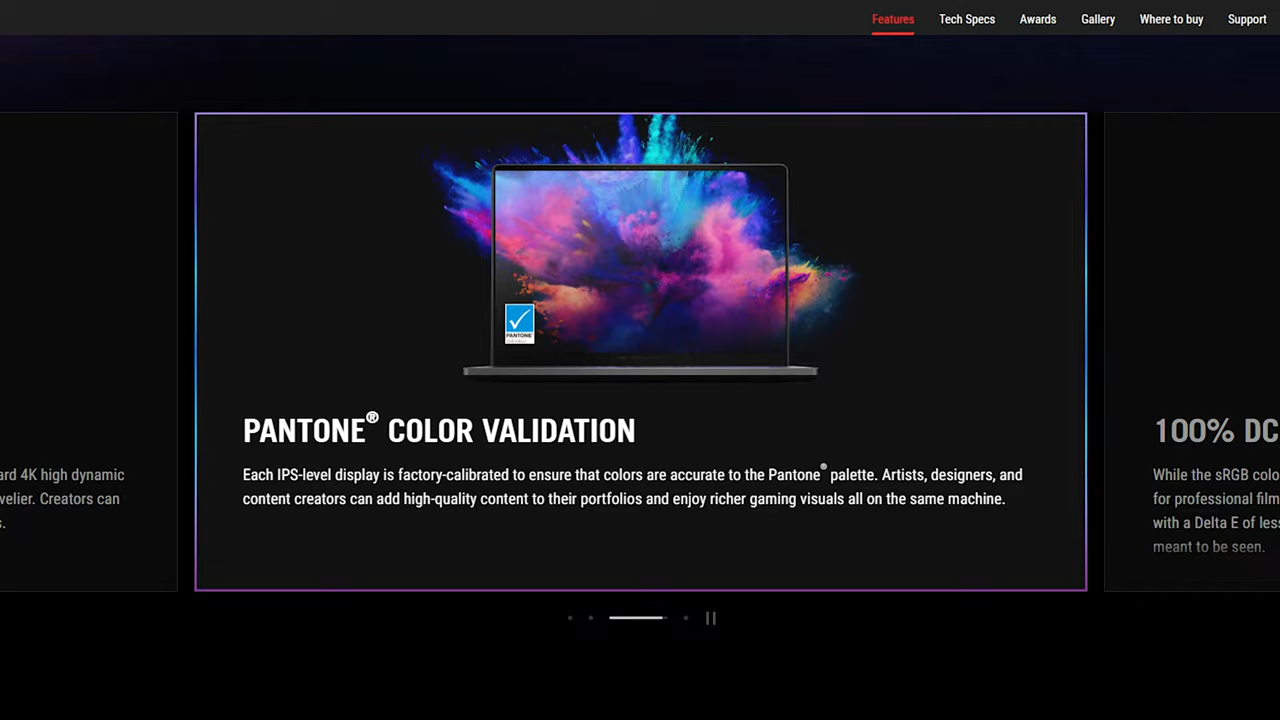 Features Tech Specs Awards Gallery Where to buy Support
PANTONE
PANTONE® COLOR VALIDATION
Each IPS-level display is factory-calibrated to ensure that colors are accurate to the Pantone® palette. Artists, designers, and
content creators can add high-quality content to their portfolios and enjoy richer gaming visuals all on the same machine.
ard 4K high dynamic
velier. Creators can
s.
100% DC
While the sRGB colo
for professional film
with a Delta E of les
meant to be seen.